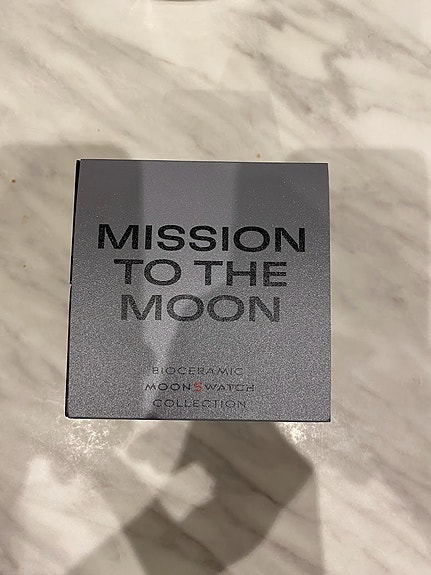 MISSION
TO THE
MOON
BIOCERAMIC
MOONSWATCH
COLLECTION